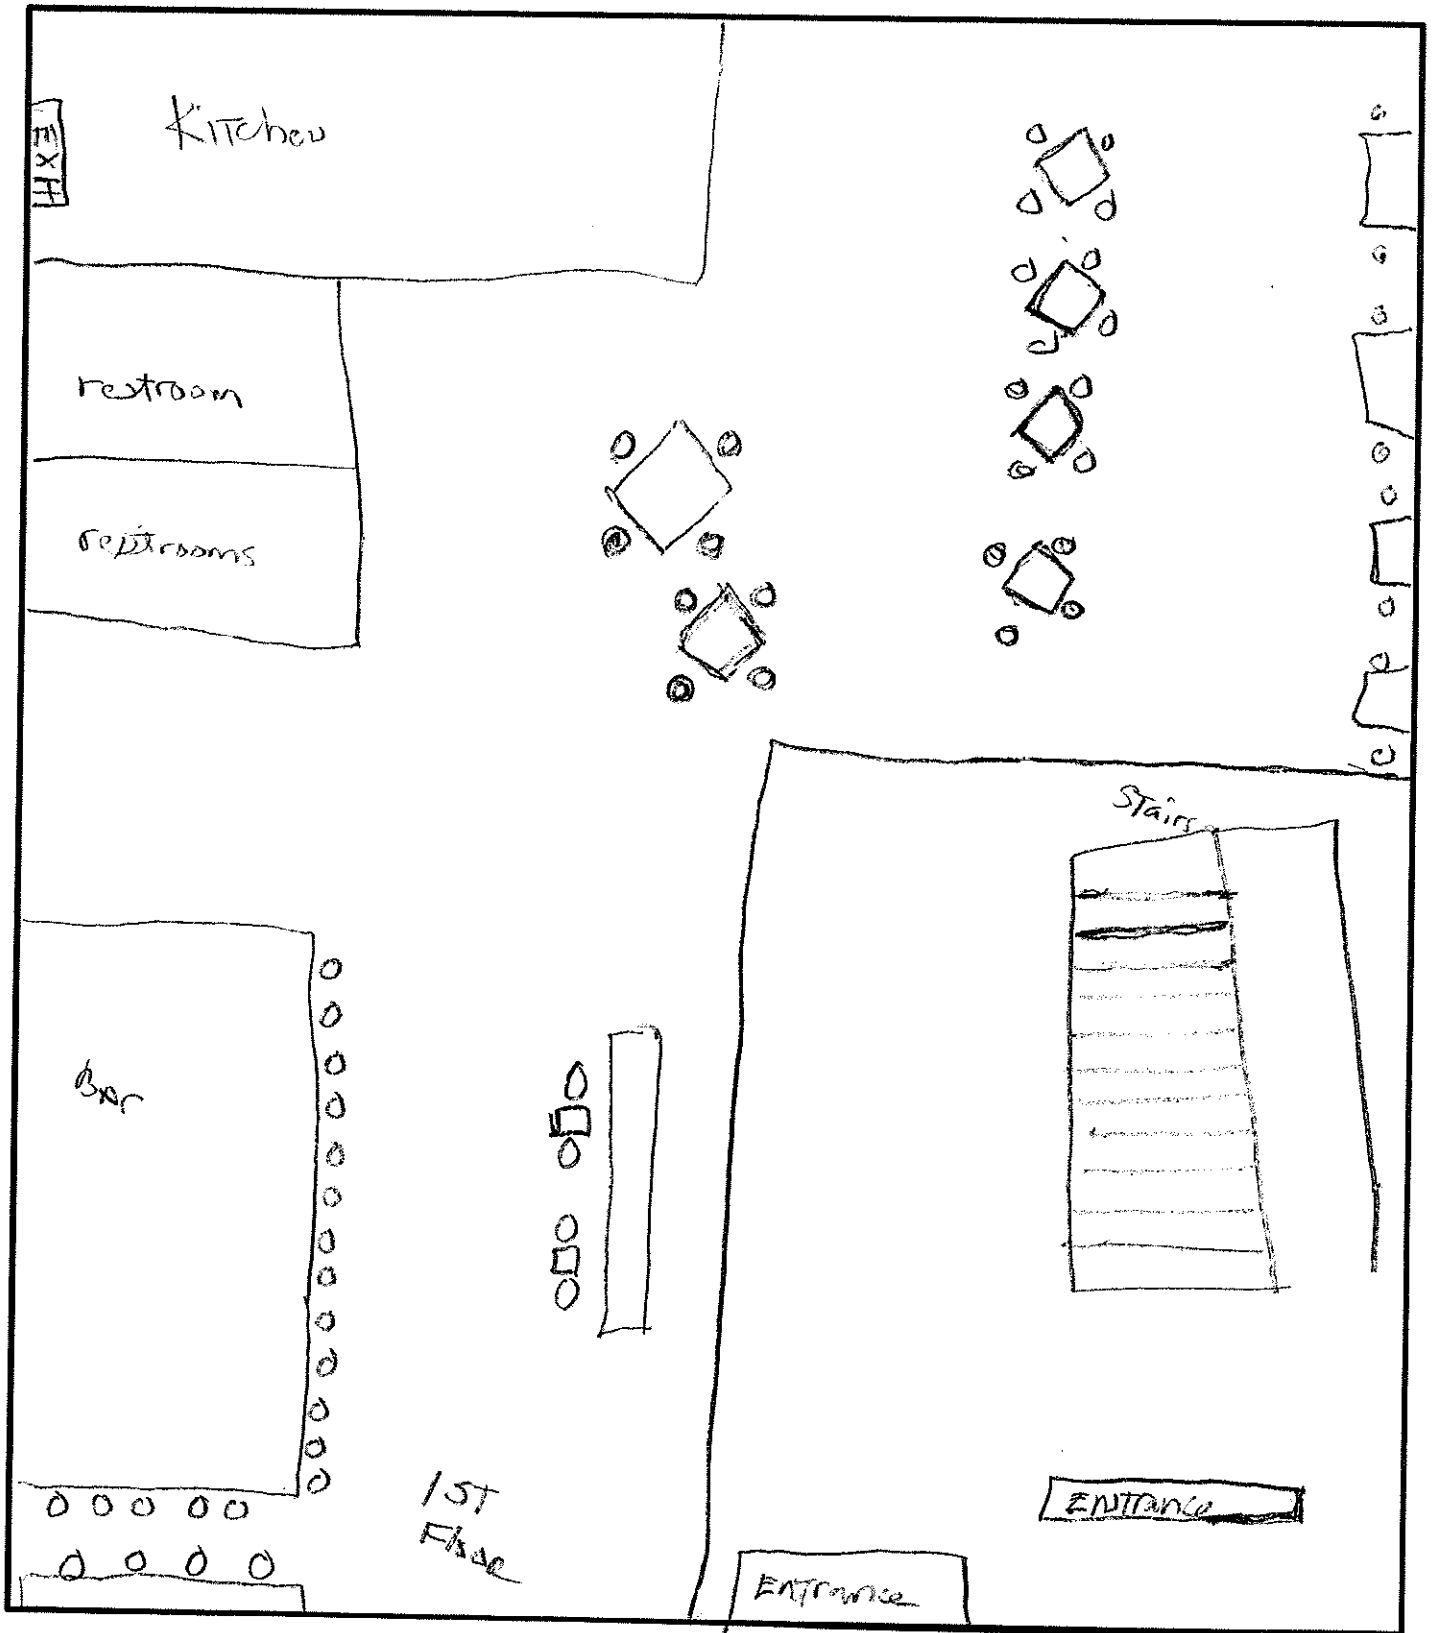 Kitchen
EXIT
restroom
restrooms
Stairs
Bar
1ST
Floor
ENTrance
ENTrance